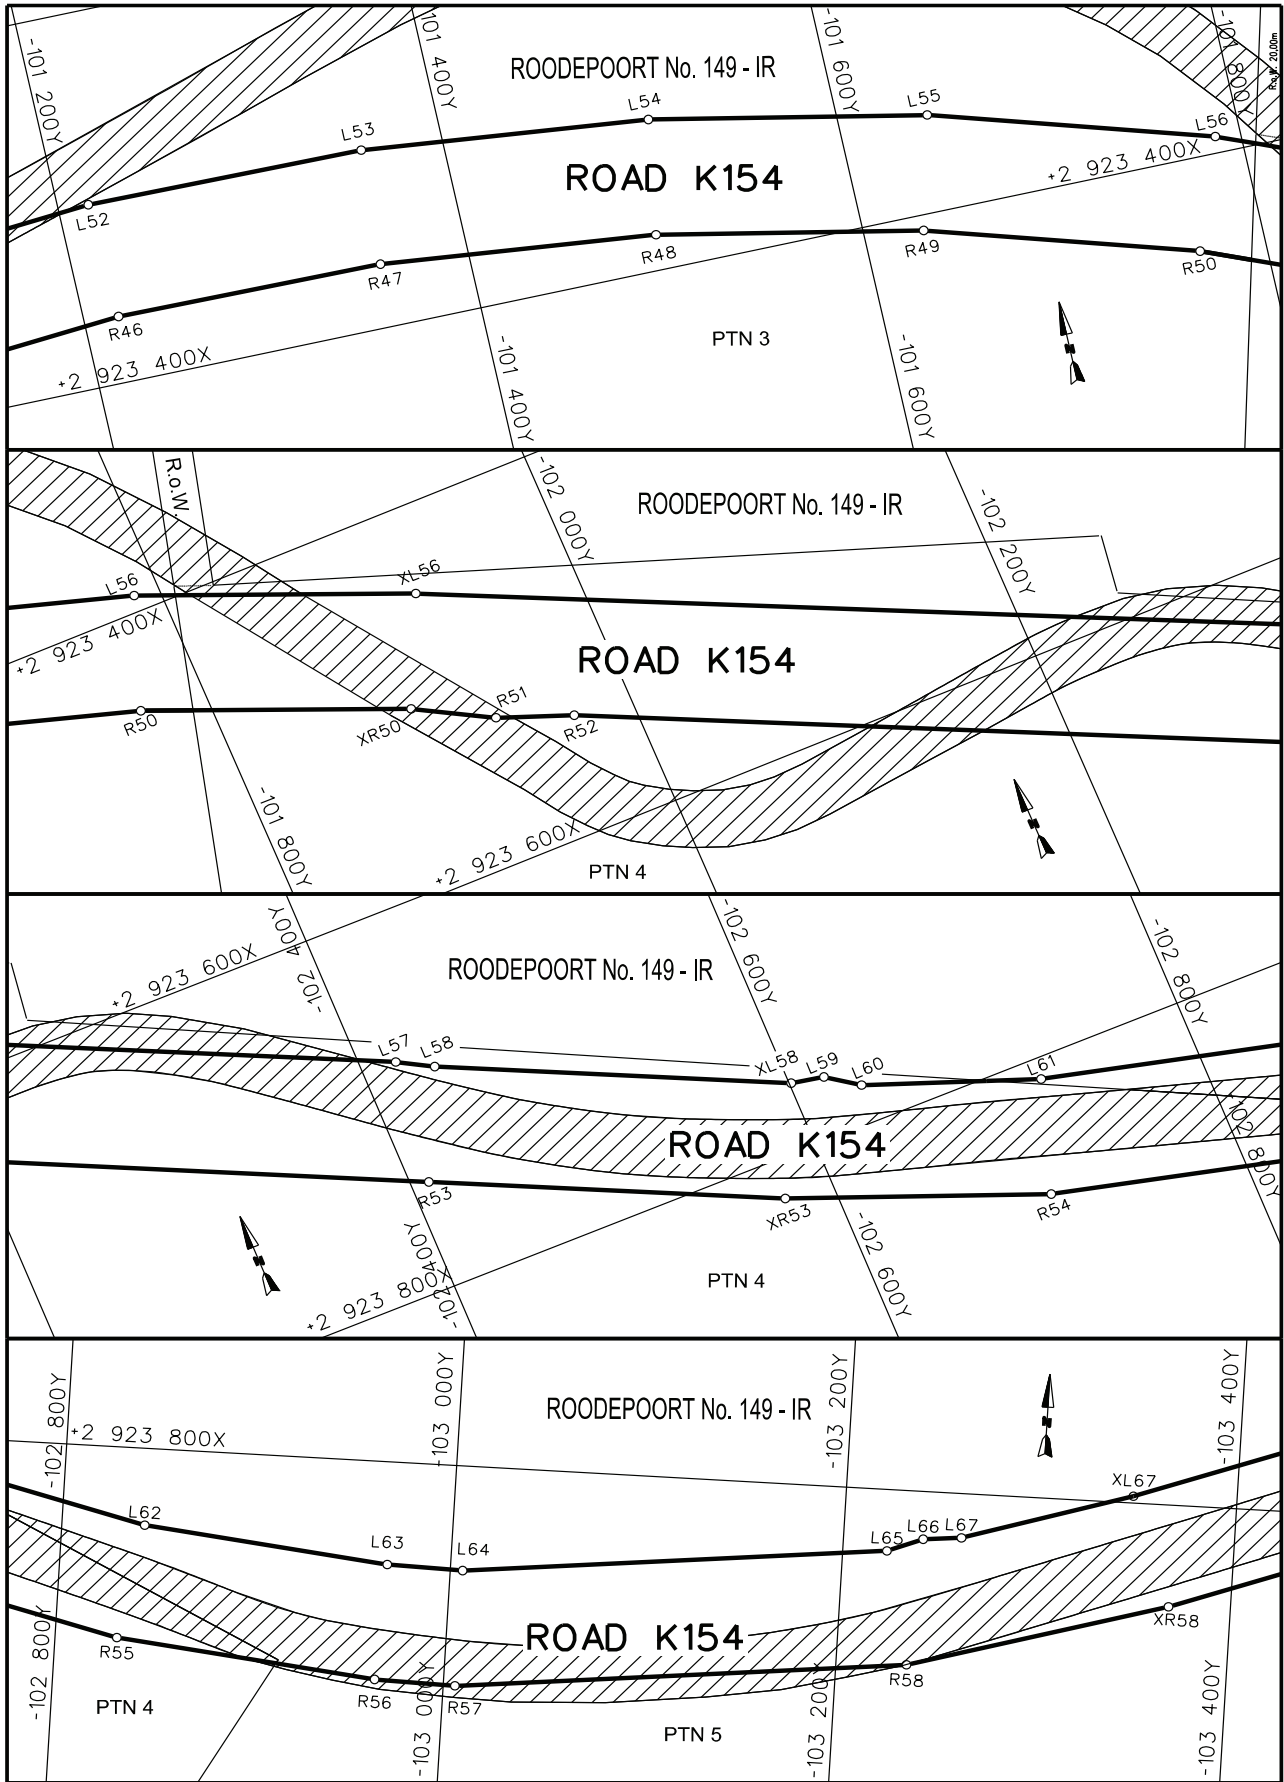 -101 200Y
-101 400Y
-101 600Y
-101 800Y
R.o.W. 20,00m
ROODEPOORT No. 149 - IR
L52
L53
L54
L55
L56
ROAD K154
+2 923 400X
R46
R47
R48
R49
R50
+2 923 400X
PTN 3
-101 400Y
-101 600Y
R.o.W.
-102 000Y
-102 200Y
ROODEPOORT No. 149 - IR
L56
XL56
+2 923 400X
ROAD K154
R50
XR50
R51
R52
-101 800Y
+2 923 600X
PTN 4
-102 400Y
-102 600Y
-102 800Y
+2 923 600X
ROODEPOORT No. 149 - IR
L57
L58
XL58
L59
L60
L61
ROAD K154
-102 800Y
R53
XR53
R54
-102 400Y
-102 600Y
+2 923 800X
PTN 4
-102 800Y
-103 000Y
-103 200Y
-103 400Y
ROODEPOORT No. 149 - IR
+2 923 800X
XL67
L62
L63
L64
L65
L66
L67
ROAD K154
XR58
R55
R56
R57
R58
-102 800Y
-103 000Y
-103 200Y
-103 400Y
PTN 4
PTN 5